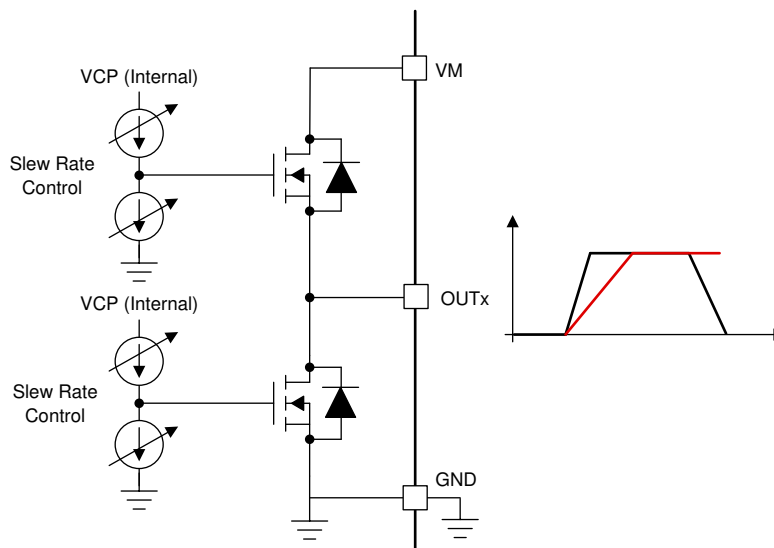 VM
VCP (Internal)
Slew Rate
Control
OUTx
VCP (Internal)
Slew Rate
Control
GND